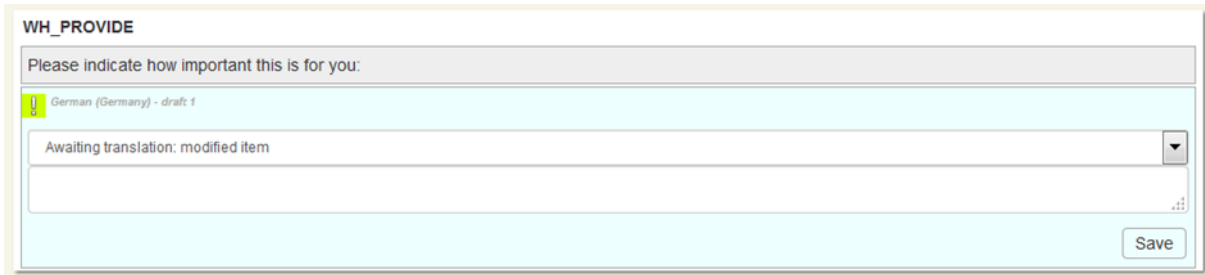 WH_PROVIDE
Please indicate how important this is for you:
German (Germany) - draft 1
Awaiting translation: modified item
Save